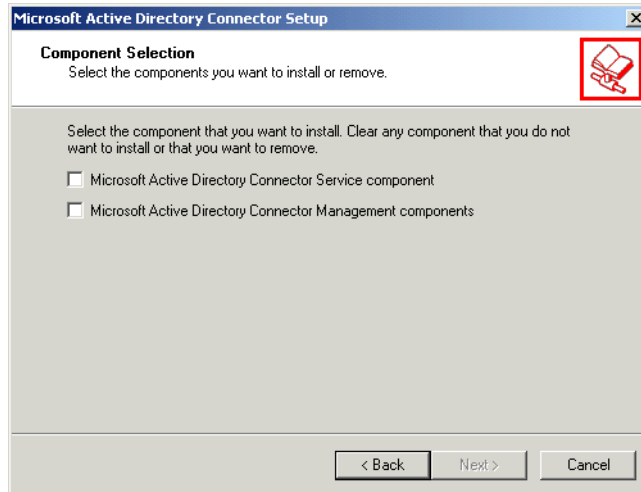 Microsoft Active Directory Connector Setup
Component Selection
Select the components you want to install or remove.
Select the component that you want to install. Clear any component that you do not
want to install or that you want to remove.
Microsoft Active Directory Connector Service component
Microsoft Active Directory Connector Management components
< Back
Next >
Cancel